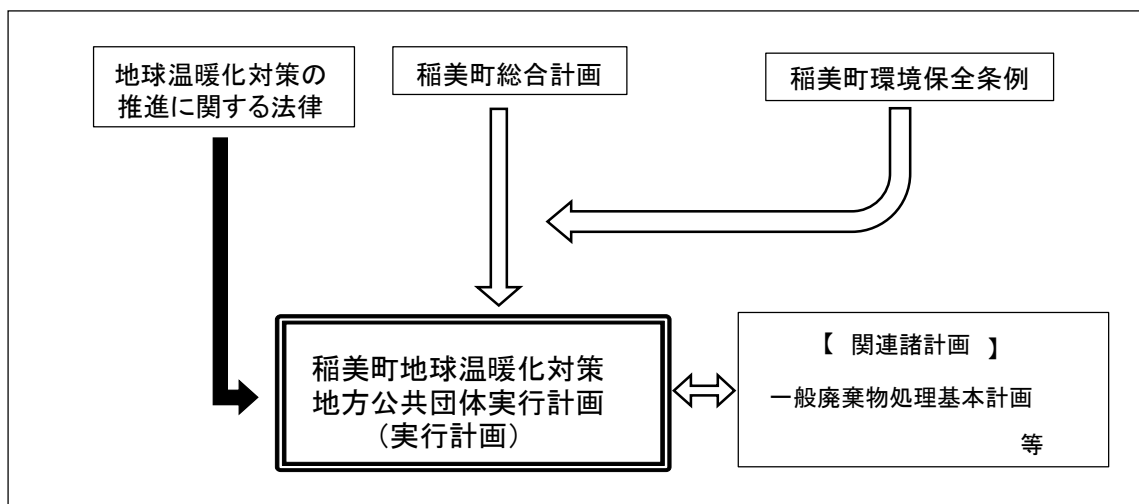 地球温暖化対策の
推進に関する法律
稲美町総合計画
稲美町環境保全条例
稲美町地球温暖化対策
地方公共団体実行計画
（実行計画）
【 関連諸計画 】
一般廃棄物処理基本計画
等